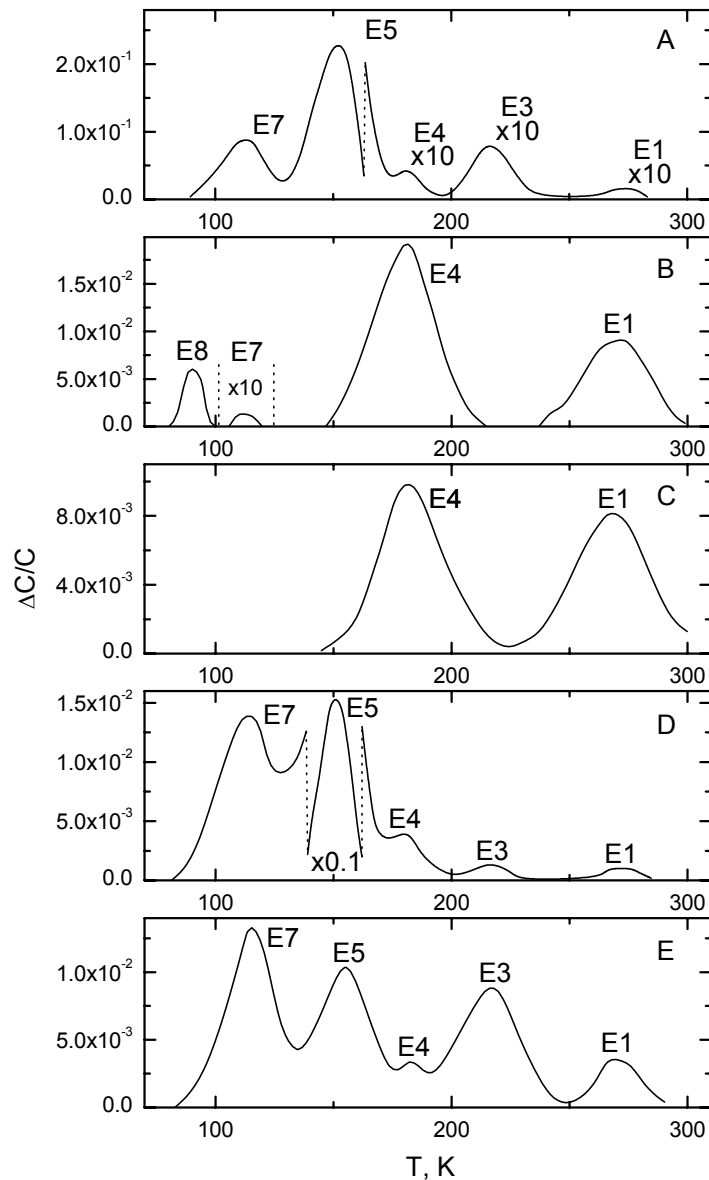 A
E5
2.0x10⁻¹
E7
E4
x10
E3
x10
E1
x10
1.0x10⁻¹
0.0
100
200
300
B
1.5x10⁻²
1.0x10⁻²
5.0x10⁻³
0.0
E8
E7
x10
E4
E1
100
200
300
C
8.0x10⁻³
4.0x10⁻³
0.0
E4
E1
100
200
300
D
1.5x10⁻²
1.0x10⁻²
5.0x10⁻³
0.0
E7
E5
x0.1
E4
E3
E1
100
200
300
E
1.0x10⁻²
5.0x10⁻³
0.0
E7
E5
E4
E3
E1
100
200
300
ΔC/C
T, K